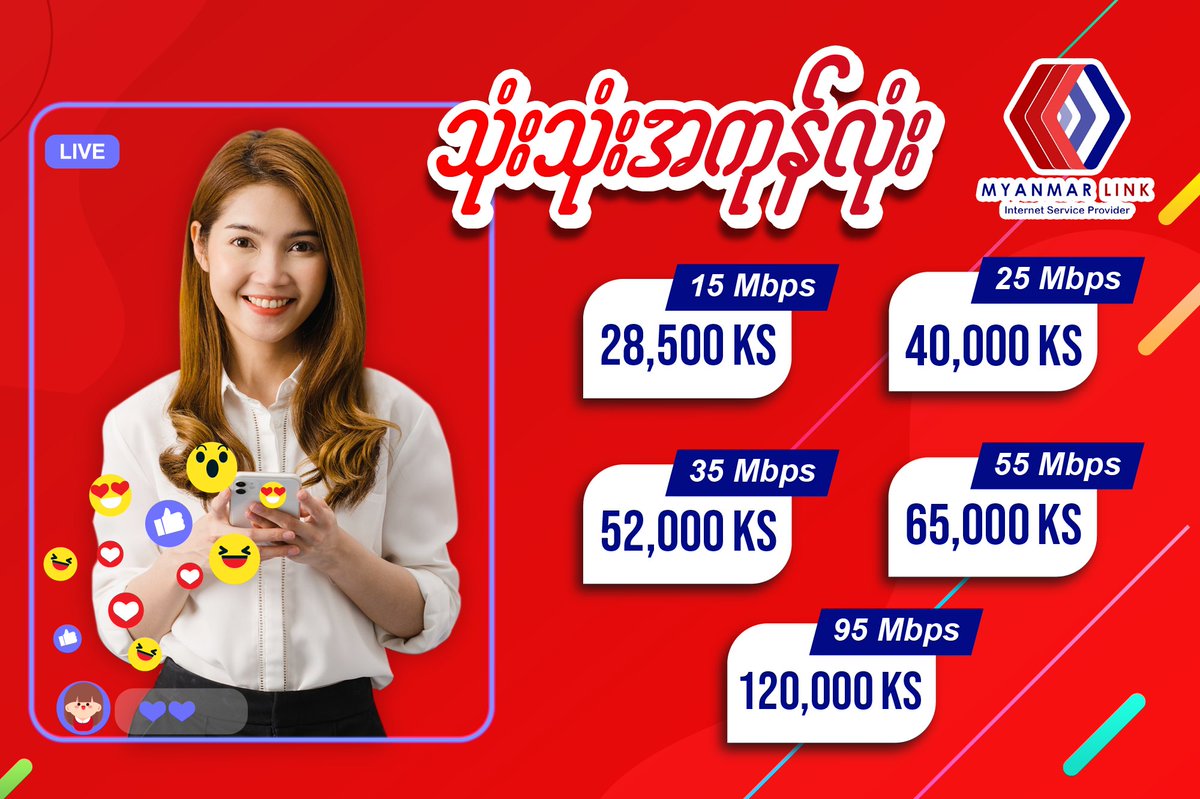 LIVE
သုံးသုံးအကုန်လုံး
MYANMAR LINK
Internet Service Provider
15 Mbps
28,500 KS
25 Mbps
40,000 KS
35 Mbps
52,000 KS
55 Mbps
65,000 KS
95 Mbps
120,000 KS